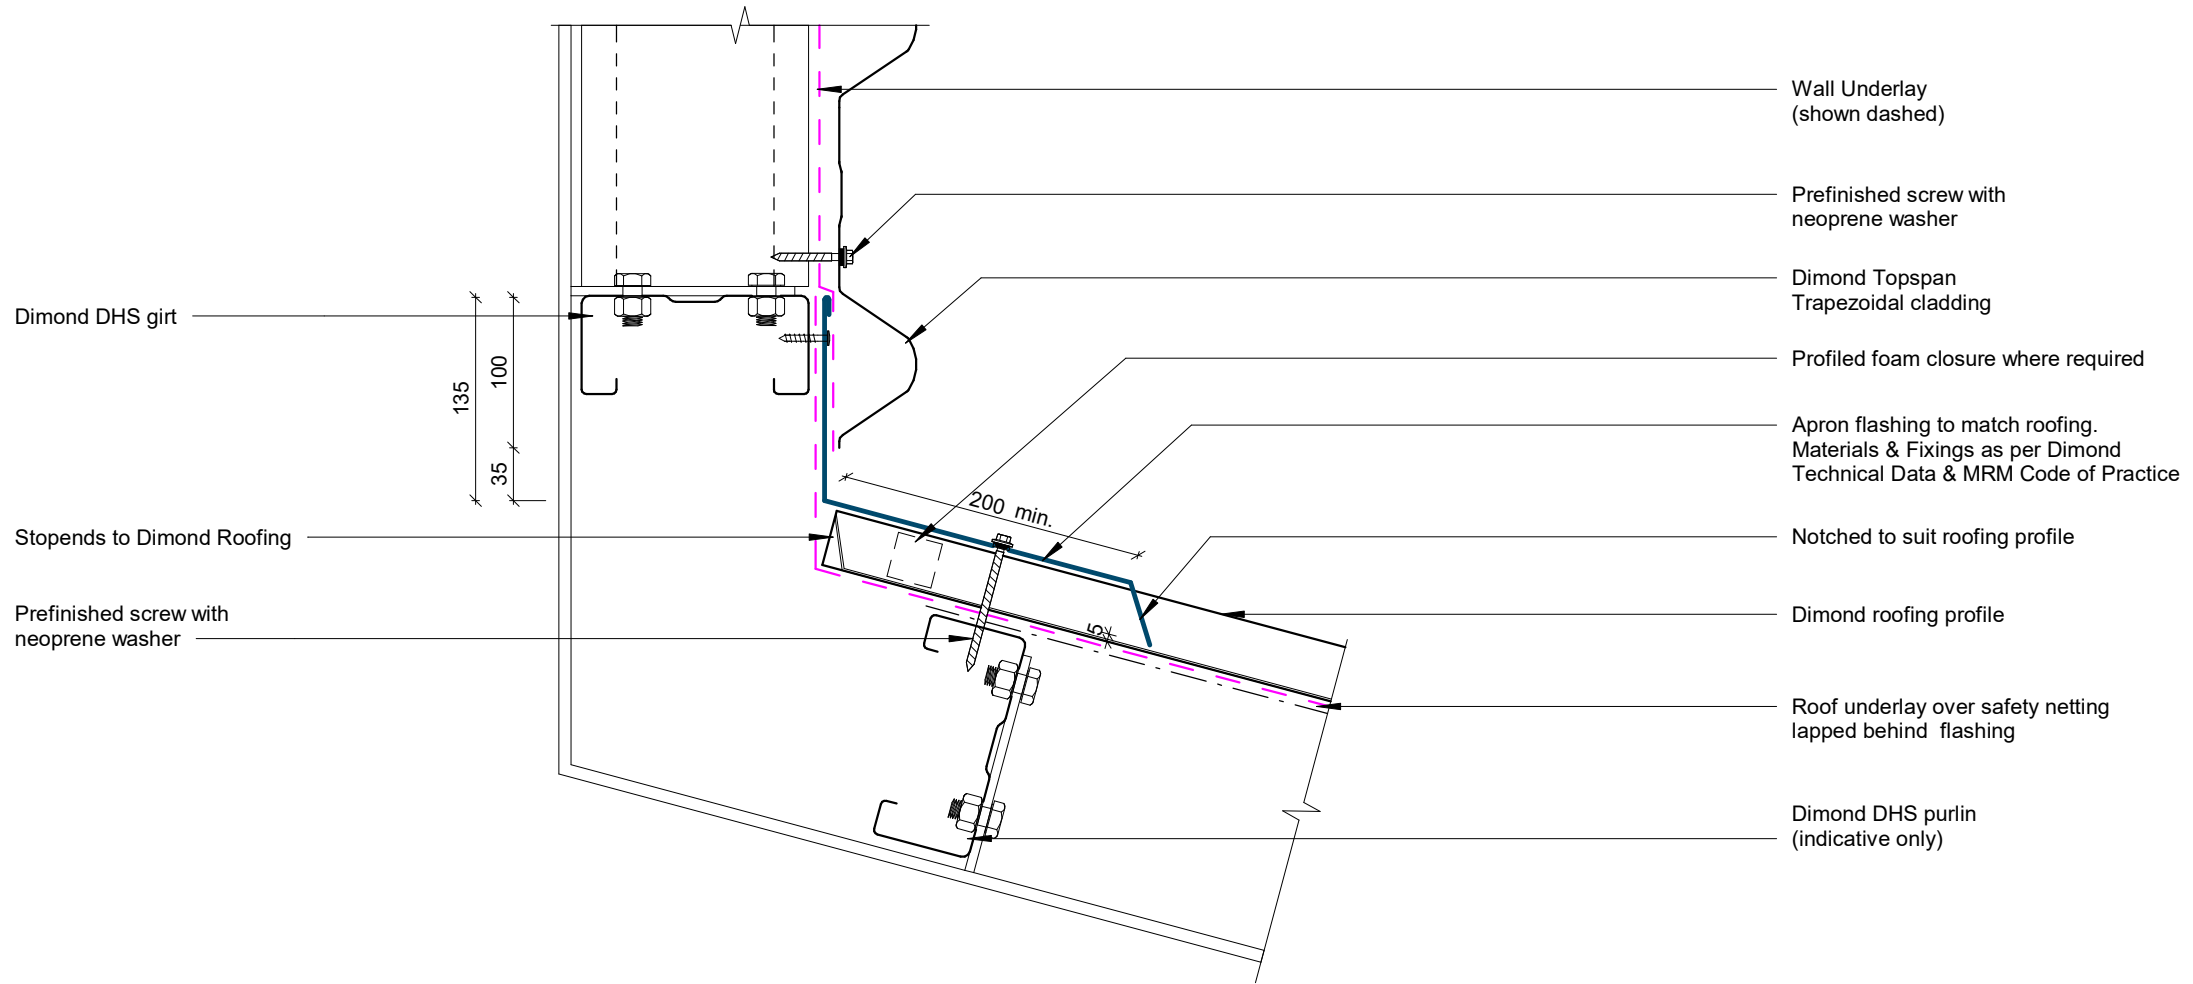 Wall Underlay
(shown dashed)
Prefinished screw with
neoprene washer
Dimond Topspan
Trapezoidal cladding
Dimond DHS girt
Profiled foam closure where required
135
100
35
Apron flashing to match roofing.
Materials & Fixings as per Dimond
Technical Data & MRM Code of Practice
200 min.
Stopends to Dimond Roofing
Notched to suit roofing profile
Prefinished screw with
neoprene washer
5
Dimond roofing profile
Roof underlay over safety netting
lapped behind flashing
Dimond DHS purlin
(indicative only)